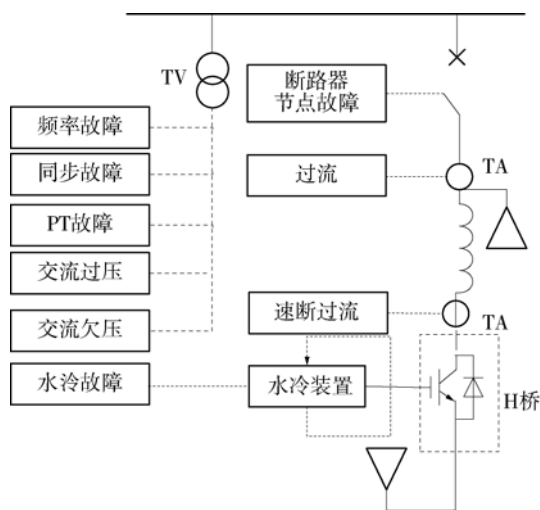 TV
断路器
节点故障
频率故障
同步故障
过流
TA
PT故障
交流过压
速断过流
TA
交流欠压
水冷故障
水冷装置
H桥